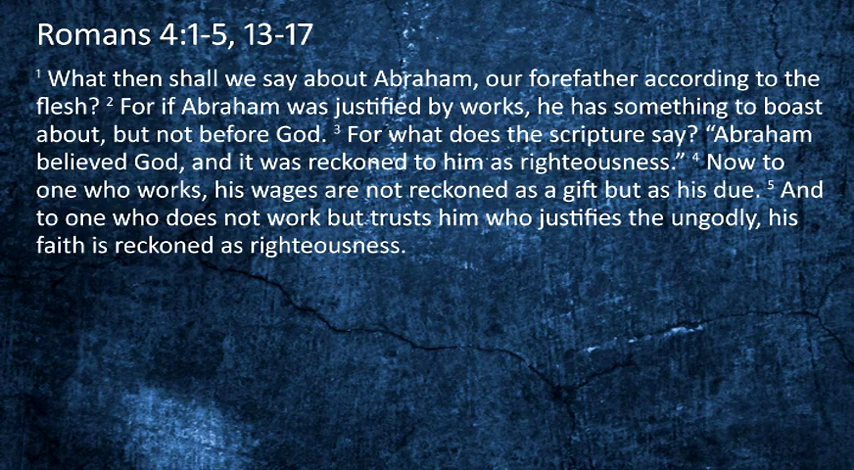 Romans 4:1-5, 13-17
1 What then shall we say about Abraham, our forefather according to the
flesh? 2 For if Abraham was justified by works, he has something to boast
about, but not before God. 3 For what does the scripture say? “Abraham
believed God, and it was reckoned to him as righteousness.” 4 Now to
one who works, his wages are not reckoned as a gift but as his due. 5 And
to one who does not work but trusts him who justifies the ungodly, his
faith is reckoned as righteousness.